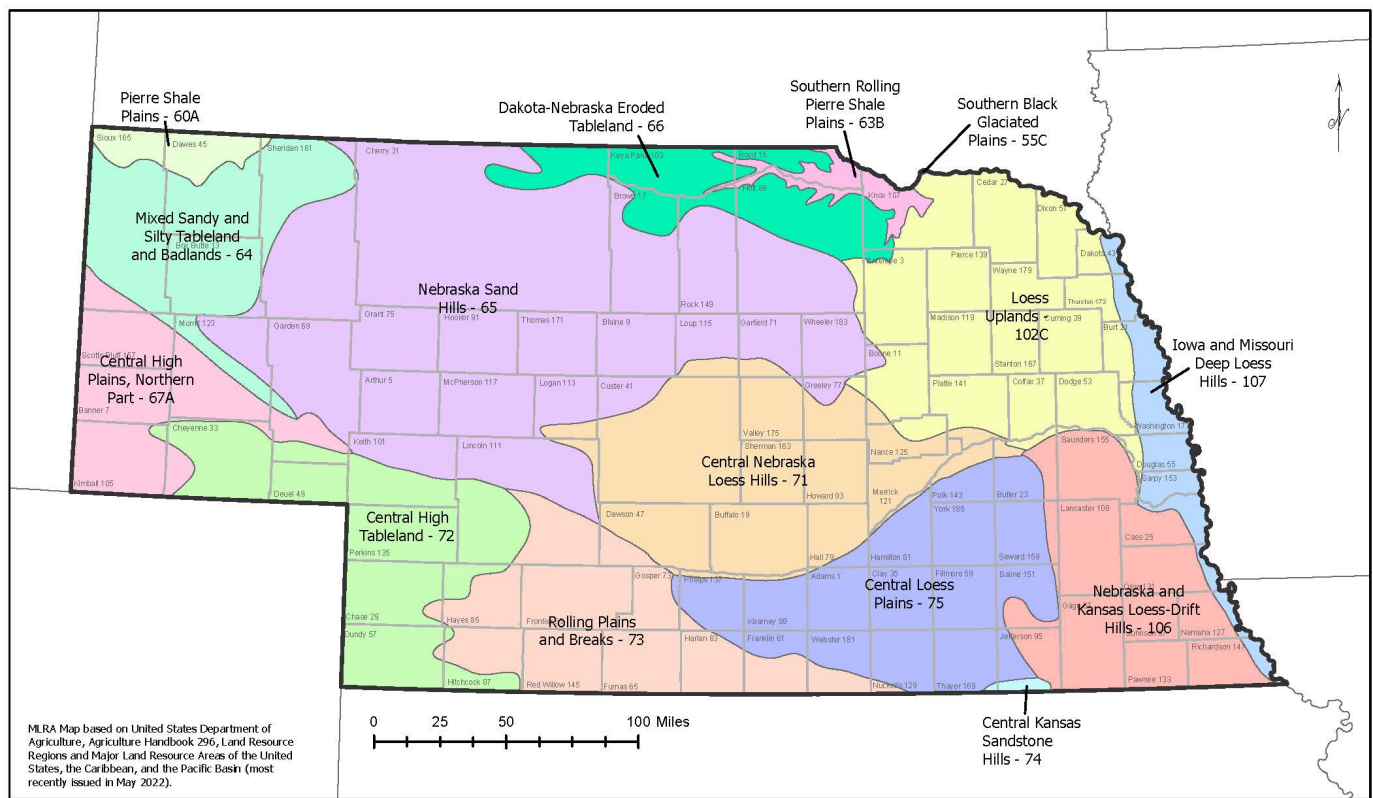 Pierre Shale
Plains - 60A
Dakota-Nebraska Eroded
Tableland - 66
Southern Rolling
Pierre Shale
Plains - 63B
Southern Black
Glaciated
Plains - 55C
N
Sioux 165
Dawes 45
Sheridan 161
Cherry 31
Keya Paha 103
Boyd 15
Brown 17
Holt 89
Knox 107
Cedar 27
Dixon 51
Dakota 43
Mixed Sandy and
Silty Tableland
and Badlands - 64
Box Butte 13
Antelope 3
Pierce 139
Wayne 179
Thurston 173
Nebraska Sand
Hills - 65
Rock 149
Loess
Uplands -
102C
Morrill 123
Garden 69
Grant 75
Hooker 91
Thomas 171
Blaine 9
Loup 115
Garfield 71
Wheeler 183
Madison 119
Cuming 39
Burt 21
Iowa and Missouri
Deep Loess
Hills - 107
Scotts Bluff 157
Central High
Plains, Northern
Part - 67A
Boone 11
Stanton 167
Banner 7
Arthur 5
McPherson 117
Logan 113
Custer 41
Greeley 77
Platte 141
Colfax 37
Dodge 53
Cheyenne 33
Keith 101
Lincoln 111
Valley 175
Sherman 163
Nance 125
Saunders 155
Washington 177
Kimball 105
Deuel 49
Central Nebraska
Loess Hills - 71
Howard 93
Merrick
121
Polk 143
Butler 23
Douglas 55
Sarpy 153
Central High
Tableland - 72
Dawson 47
Buffalo 19
York 185
Lancaster 109
Perkins 135
Hall 79
Hamilton 81
Seward 159
Cass 25
Gosper 73
Phelps 137
Adams 1
Clay 35
Fillmore 59
Saline 151
Otoe 131
Central Loess
Plains - 75
Nebraska and
Kansas Loess-Drift
Hills - 106
Chase 29
Hayes 85
Rolling Plains
and Breaks - 73
Kearney 99
Dundy 57
Harlan 83
Franklin 61
Webster 181
Jefferson 95
Nemaha 127
Richardson 147
Hitchcock 87
Red Willow 145
Furnas 65
Nuckolls 129
Thayer 169
Pawnee 133
Central Kansas
Sandstone
Hills - 74
0 25 50 100 Miles
MLRA Map based on United States Department of
Agriculture, Agriculture Handbook 296, Land Resource
Regions and Major Land Resource Areas of the United
States, the Caribbean, and the Pacific Basin (most
recently issued in May 2022).